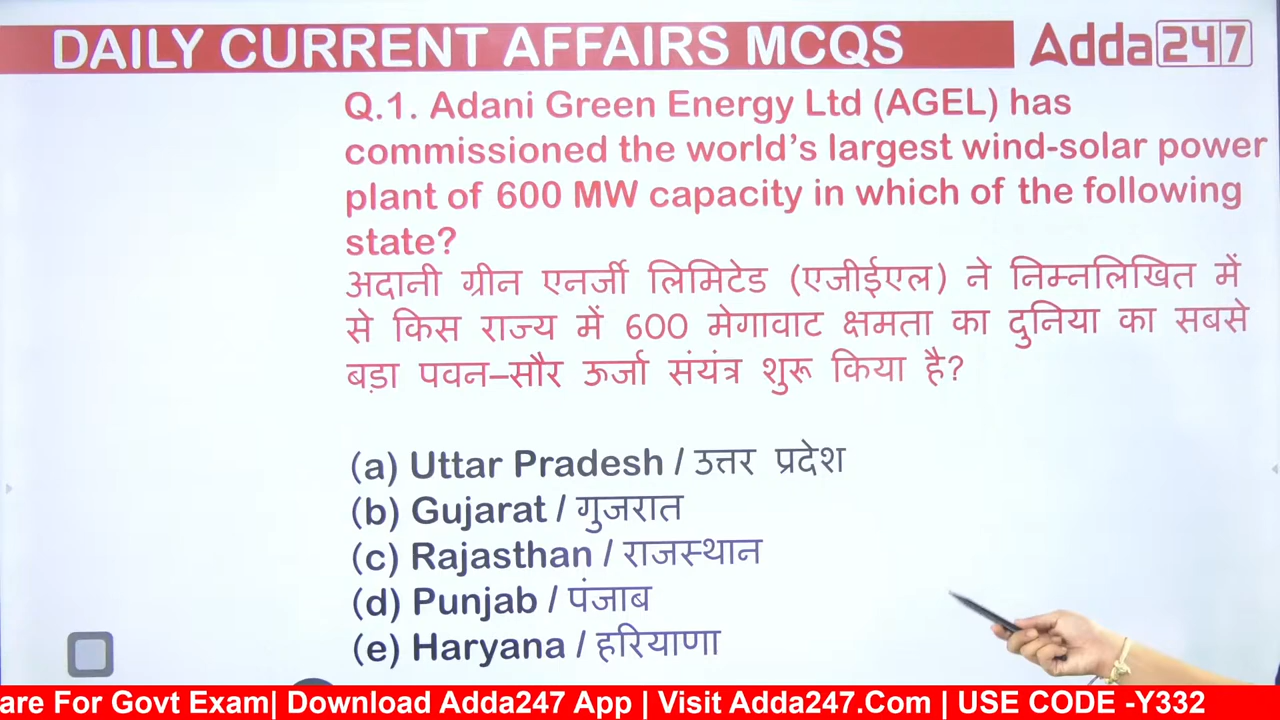 DAILY CURRENT AFFAIRS MCQS
Adda247
Q.1. Adani Green Energy Ltd (AGEL) has
commissioned the world's largest wind-solar power
plant of 600 MW capacity in which of the following
state?
अदानी ग्रीन एनर्जी लिमिटेड (एजीईएल) ने निम्नलिखित में
से किस राज्य में 600 मेगावाट क्षमता का दुनिया का सबसे
बड़ा पवन–सौर ऊर्जा संयंत्र शुरू किया है?
(a) Uttar Pradesh / उत्तर प्रदेश
(b) Gujarat / गुजरात
(c) Rajasthan / राजस्थान
(d) Punjab / पंजाब
(e) Haryana / हरियाणा
are For Govt Exam| Download Adda247 App | Visit Adda247.Com | USE CODE -Y332